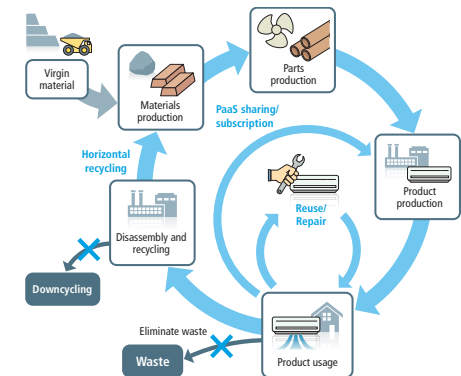 Virgin
material
Materials
production
Parts
production
PaaS sharing/
subscription
Horizontal
recycling
Product
production
Reuse/
Repair
Disassembly and
recycling
Downcycling
Eliminate waste
Waste
Product usage